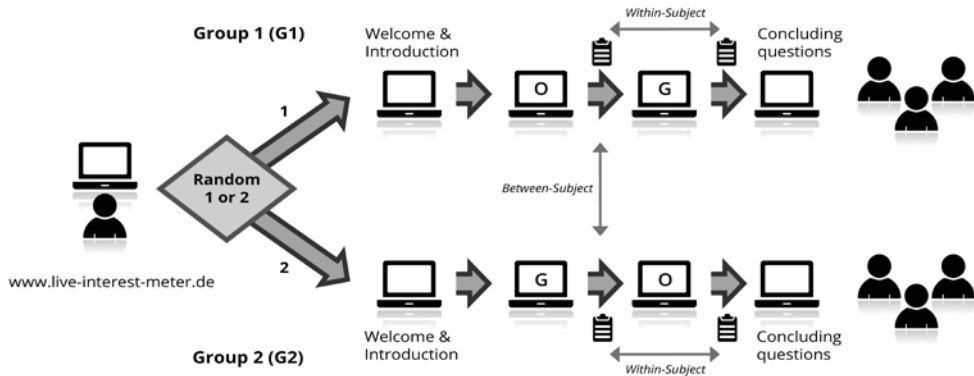 Group 1 (G1)
Welcome &
Introduction
Within-Subject
Concluding
questions
O
G
1
Random
1 or 2
Between-Subject
2
www.live-interest-meter.de
G
O
Welcome &
Introduction
Concluding
questions
Group 2 (G2)
Within-Subject